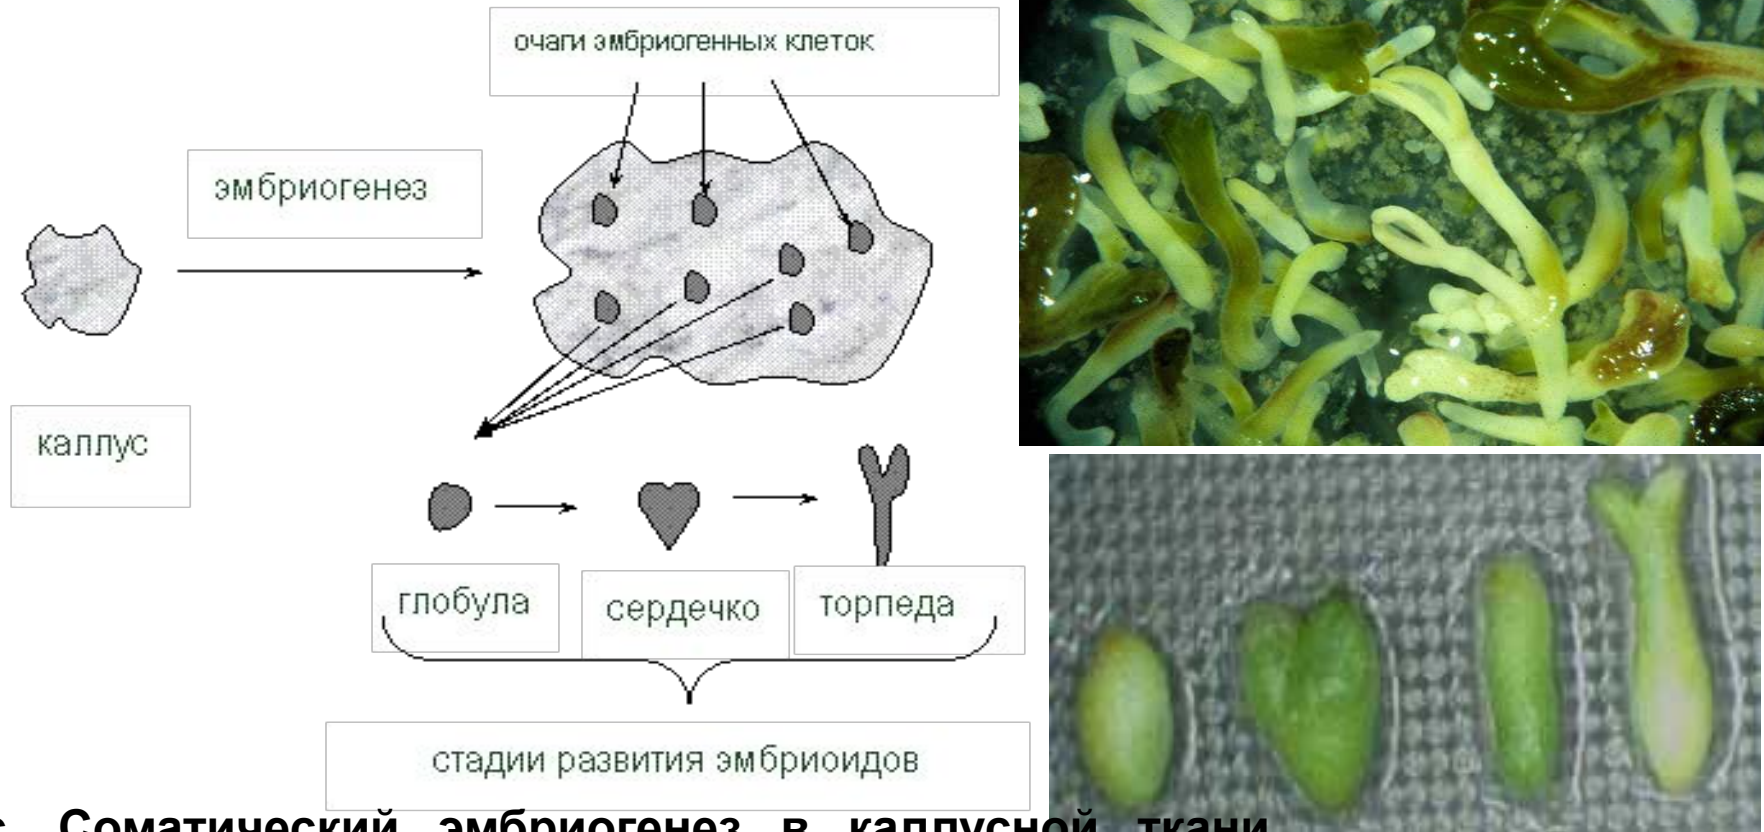 очаги эмбриогенных клеток
эмбриогенез
каллус
глобула
сердечко
торпеда
стадии развития эмбриоидов
Соматический эмбриогенез в каллусной ткани